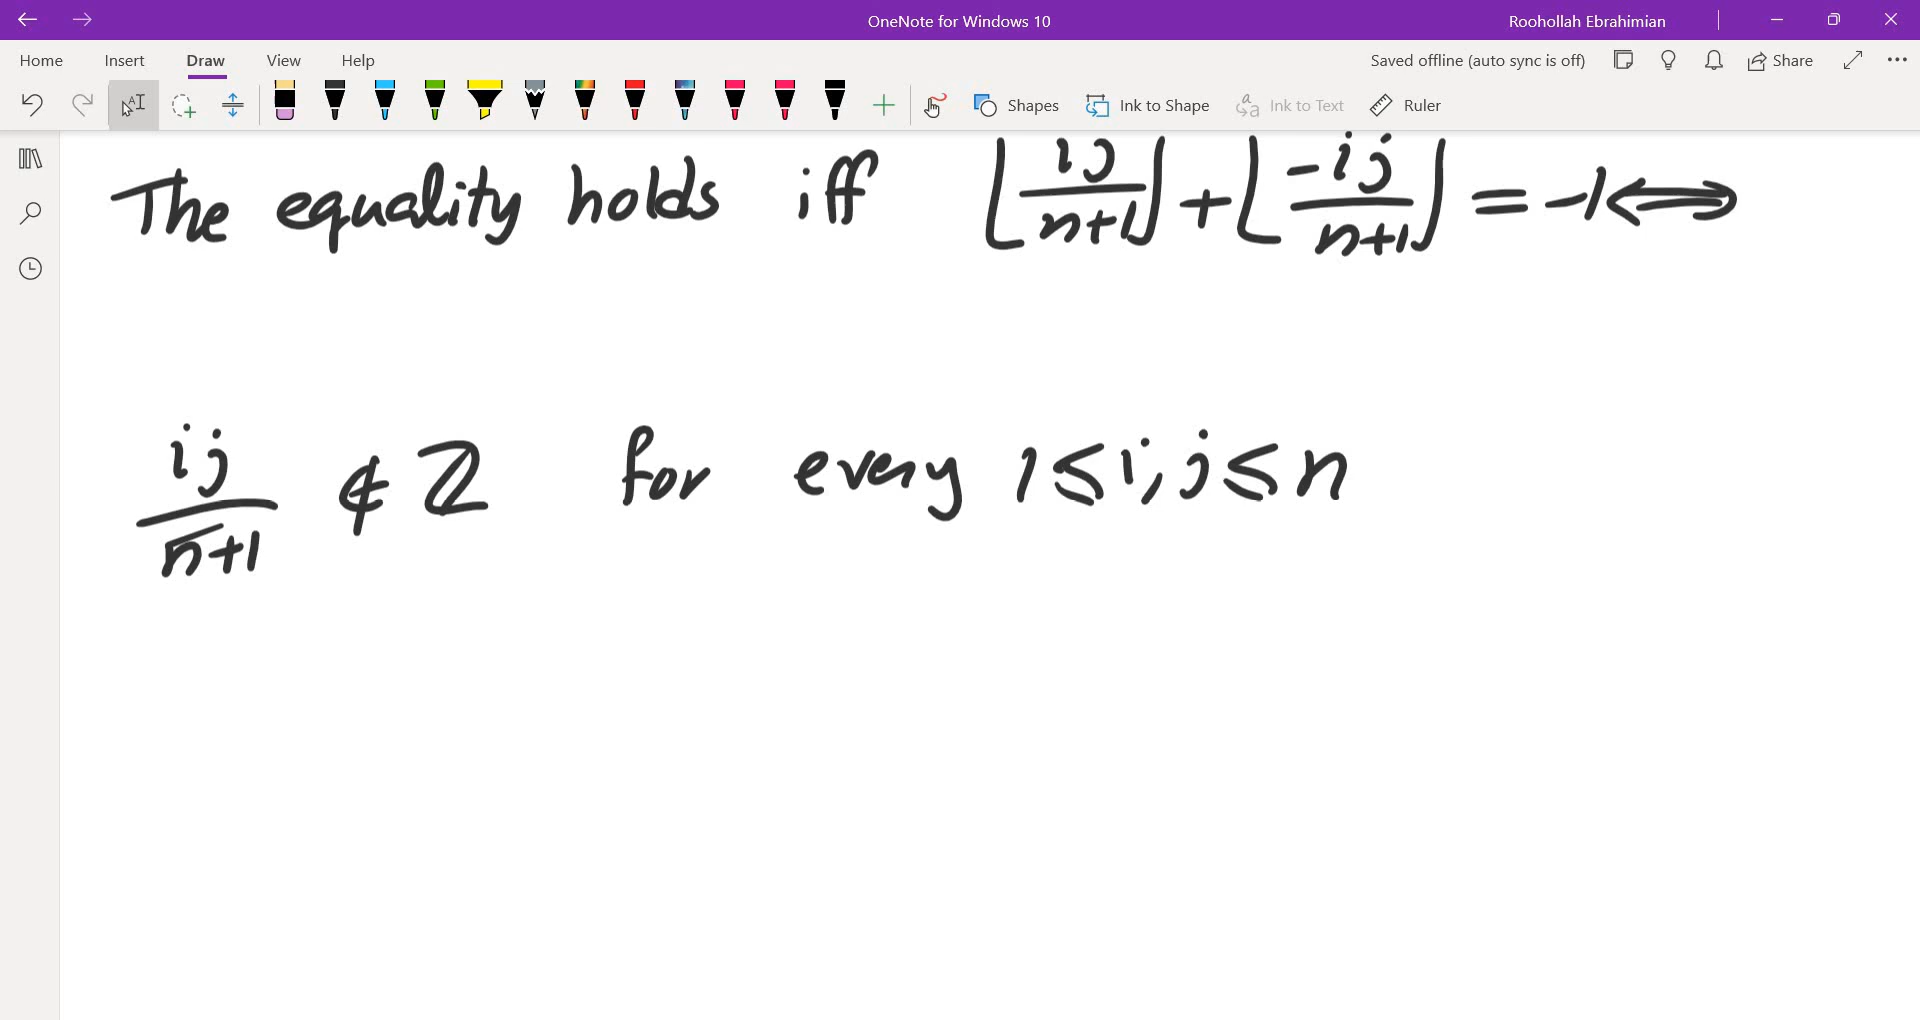 OneNote for Windows 10 Roohollah Ebrahimian
Home Insert Draw View Help Saved offline (auto sync is off) Share
Shapes Ink to Shape Ink to Text Ruler
The equality holds iff ⌊ij/(n+1)⌋ + ⌊-ij/(n+1)⌋ = -1 ⟺
ij/(n+1) ∉ ℤ for every 1 ≤ i, j ≤ n